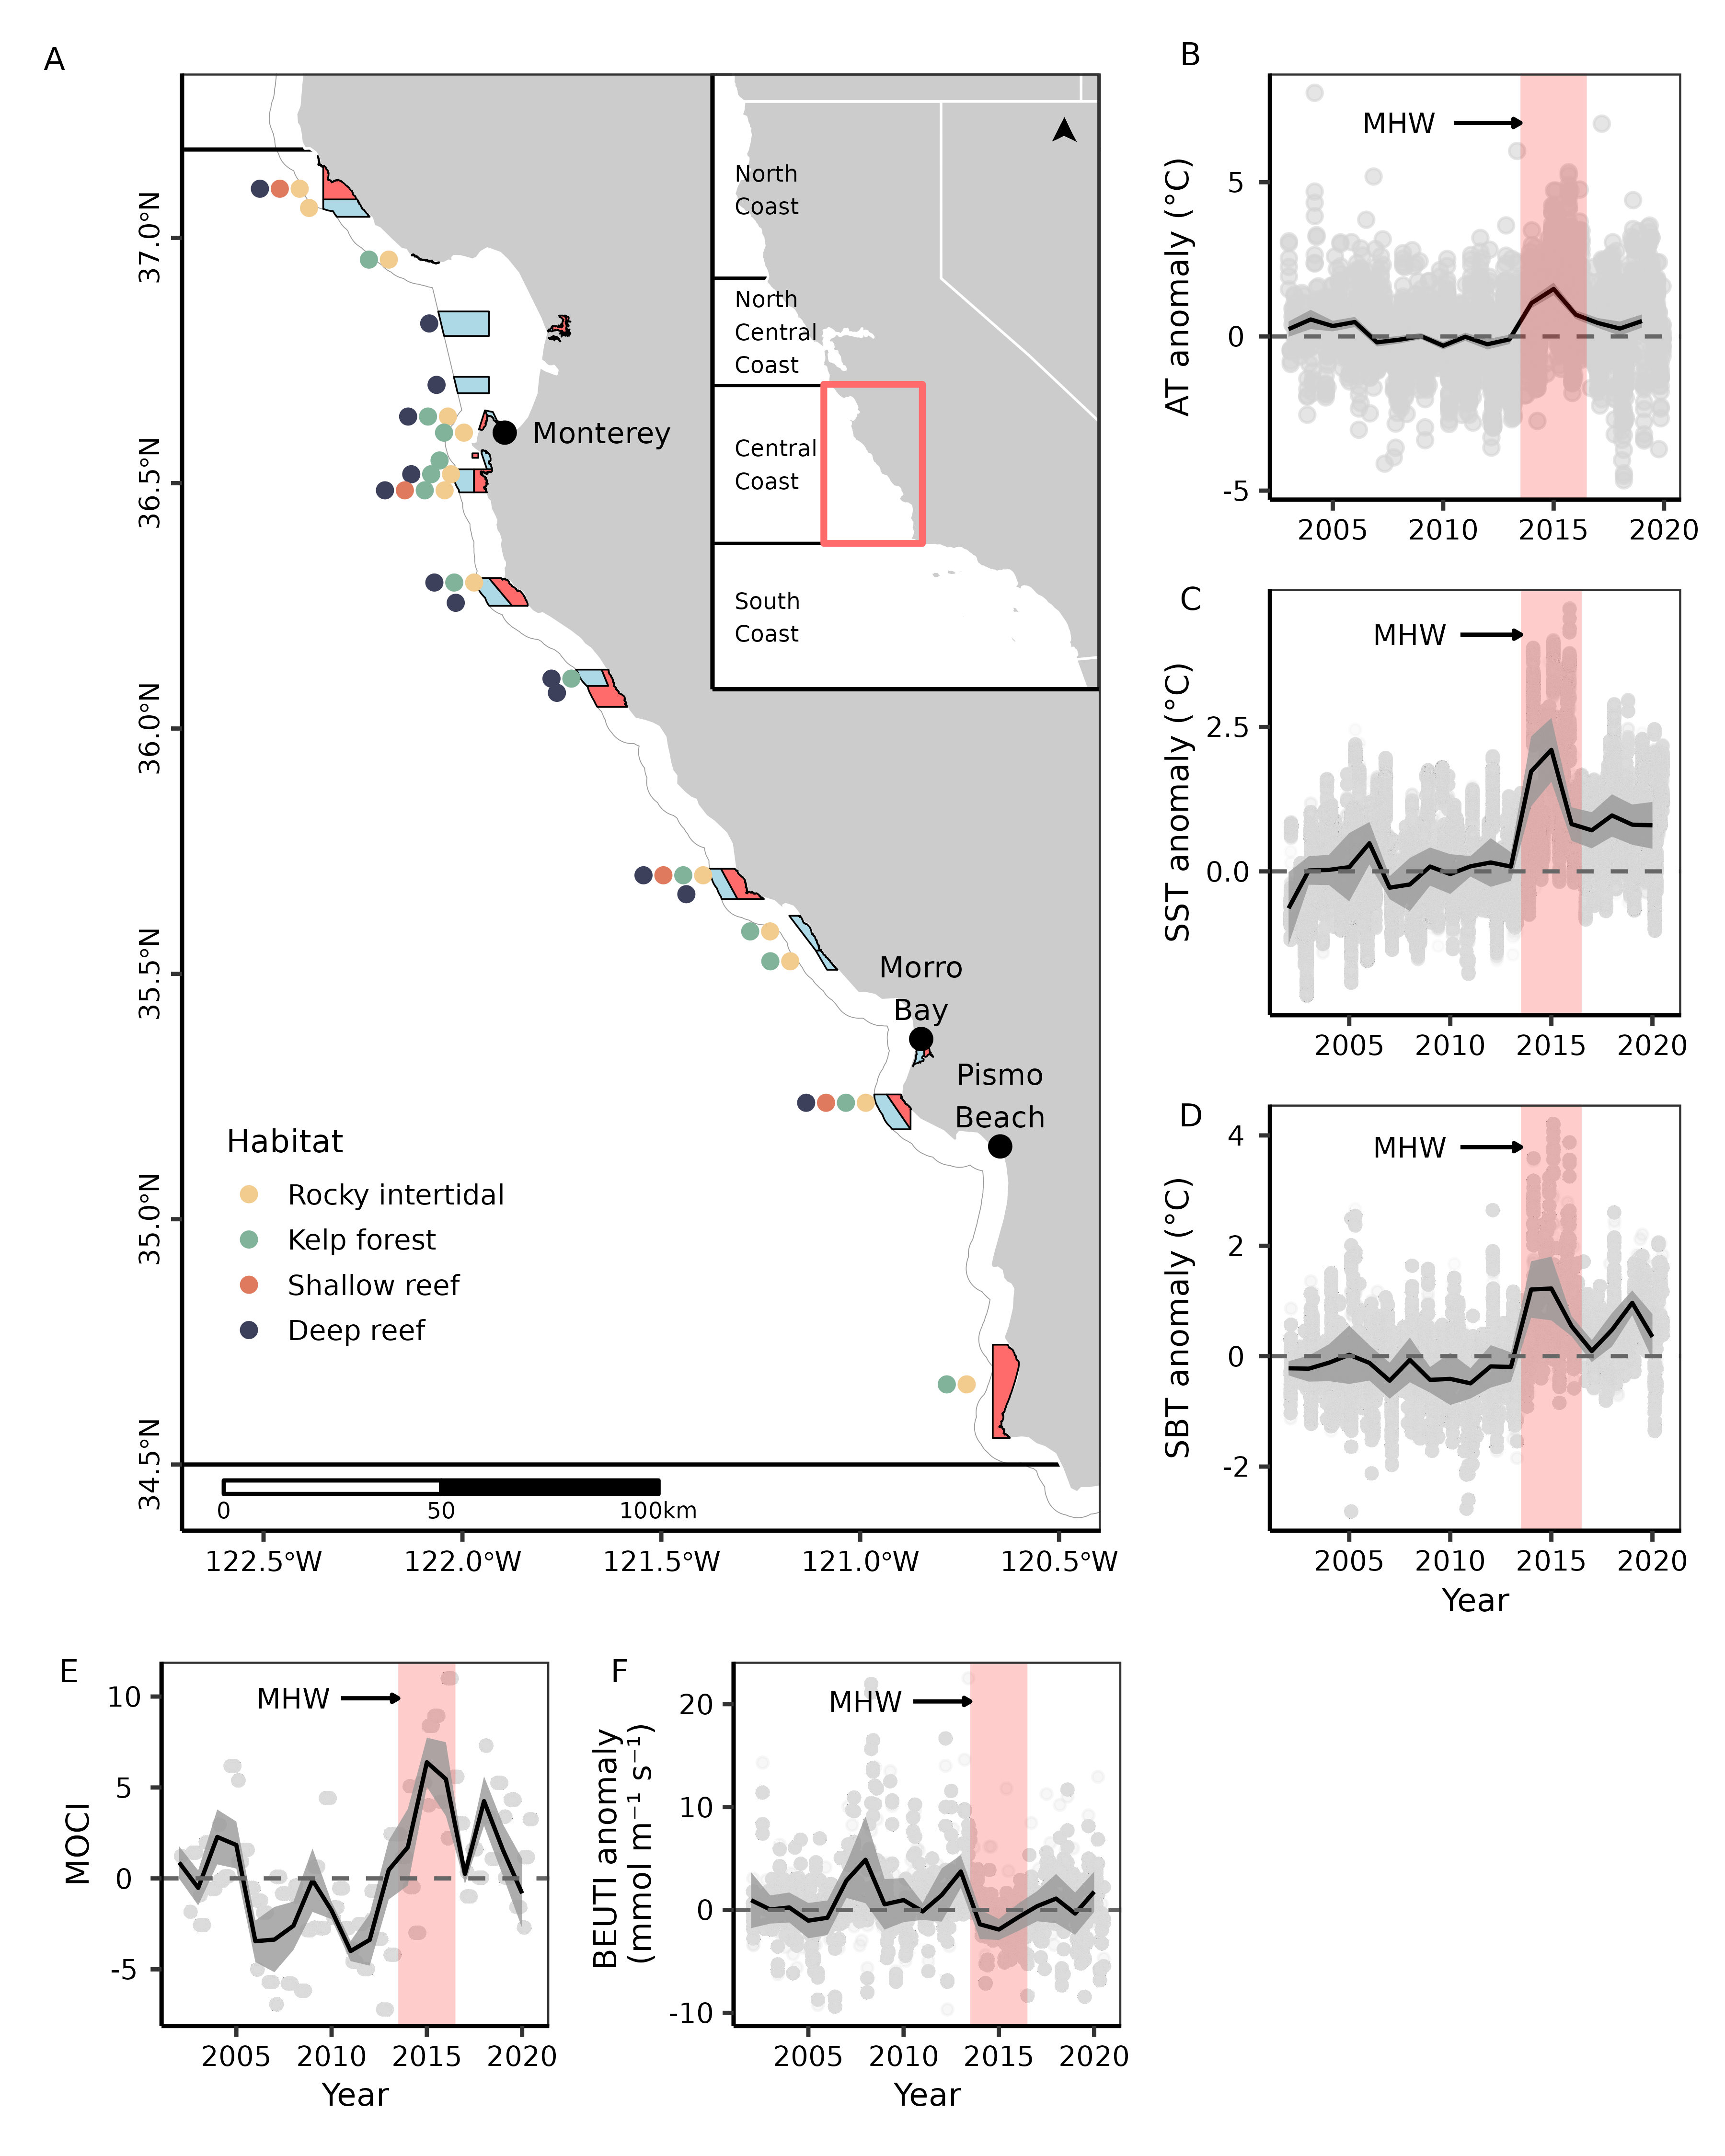 A
37.0°N
36.5°N
36.0°N
35.5°N
35.0°N
34.5°N
122.5°W
122.0°W
121.5°W
121.0°W
120.5°W
North
Coast
North
Central
Coast
Central
Coast
South
Coast
Monterey
Morro
Bay
Pismo
Beach
Habitat
Rocky intertidal
Kelp forest
Shallow reef
Deep reef
0
50
100km
B
MHW
AT anomaly (°C)
5
0
-5
2005
2010
2015
2020
C
MHW
SST anomaly (°C)
2.5
0.0
2005
2010
2015
2020
D
MHW
SBT anomaly (°C)
4
2
0
-2
2005
2010
2015
2020
Year
E
MHW
MOCI
10
5
0
-5
2005
2010
2015
2020
Year
F
MHW
BEUTI anomaly
(mmol m⁻¹ s⁻¹)
20
10
0
-10
2005
2010
2015
2020
Year